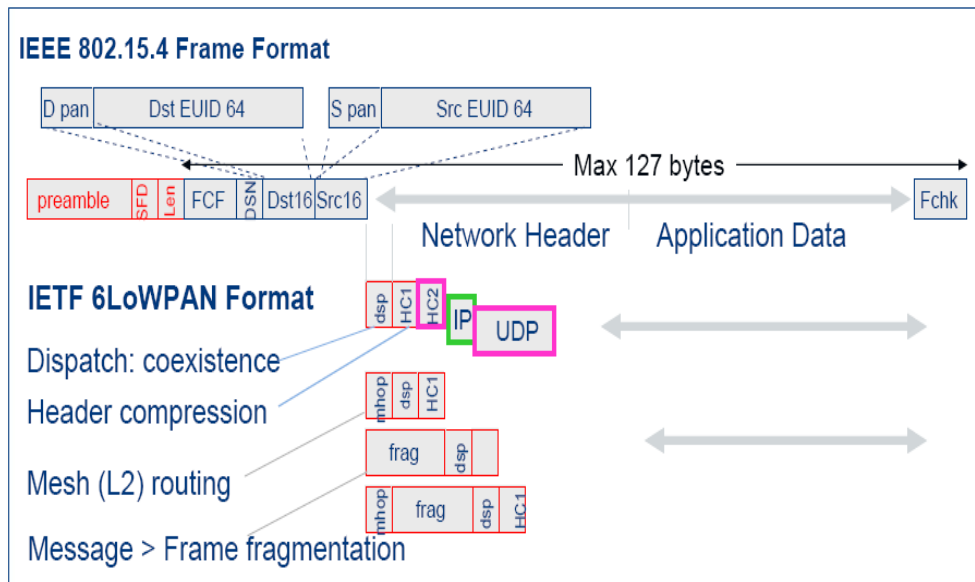 IEEE 802.15.4 Frame Format
D pan Dst EUID 64 S pan Src EUID 64
Max 127 bytes
preamble SFD Len FCF DSN Dst16 Src16 Fchk
Network Header Application Data
IETF 6LoWPAN Format
dsp HC1 HC2 IP UDP
Dispatch: coexistence
Header compression
mhop dsp HC1
Mesh (L2) routing
frag dsp
mhop frag dsp HC1
Message > Frame fragmentation